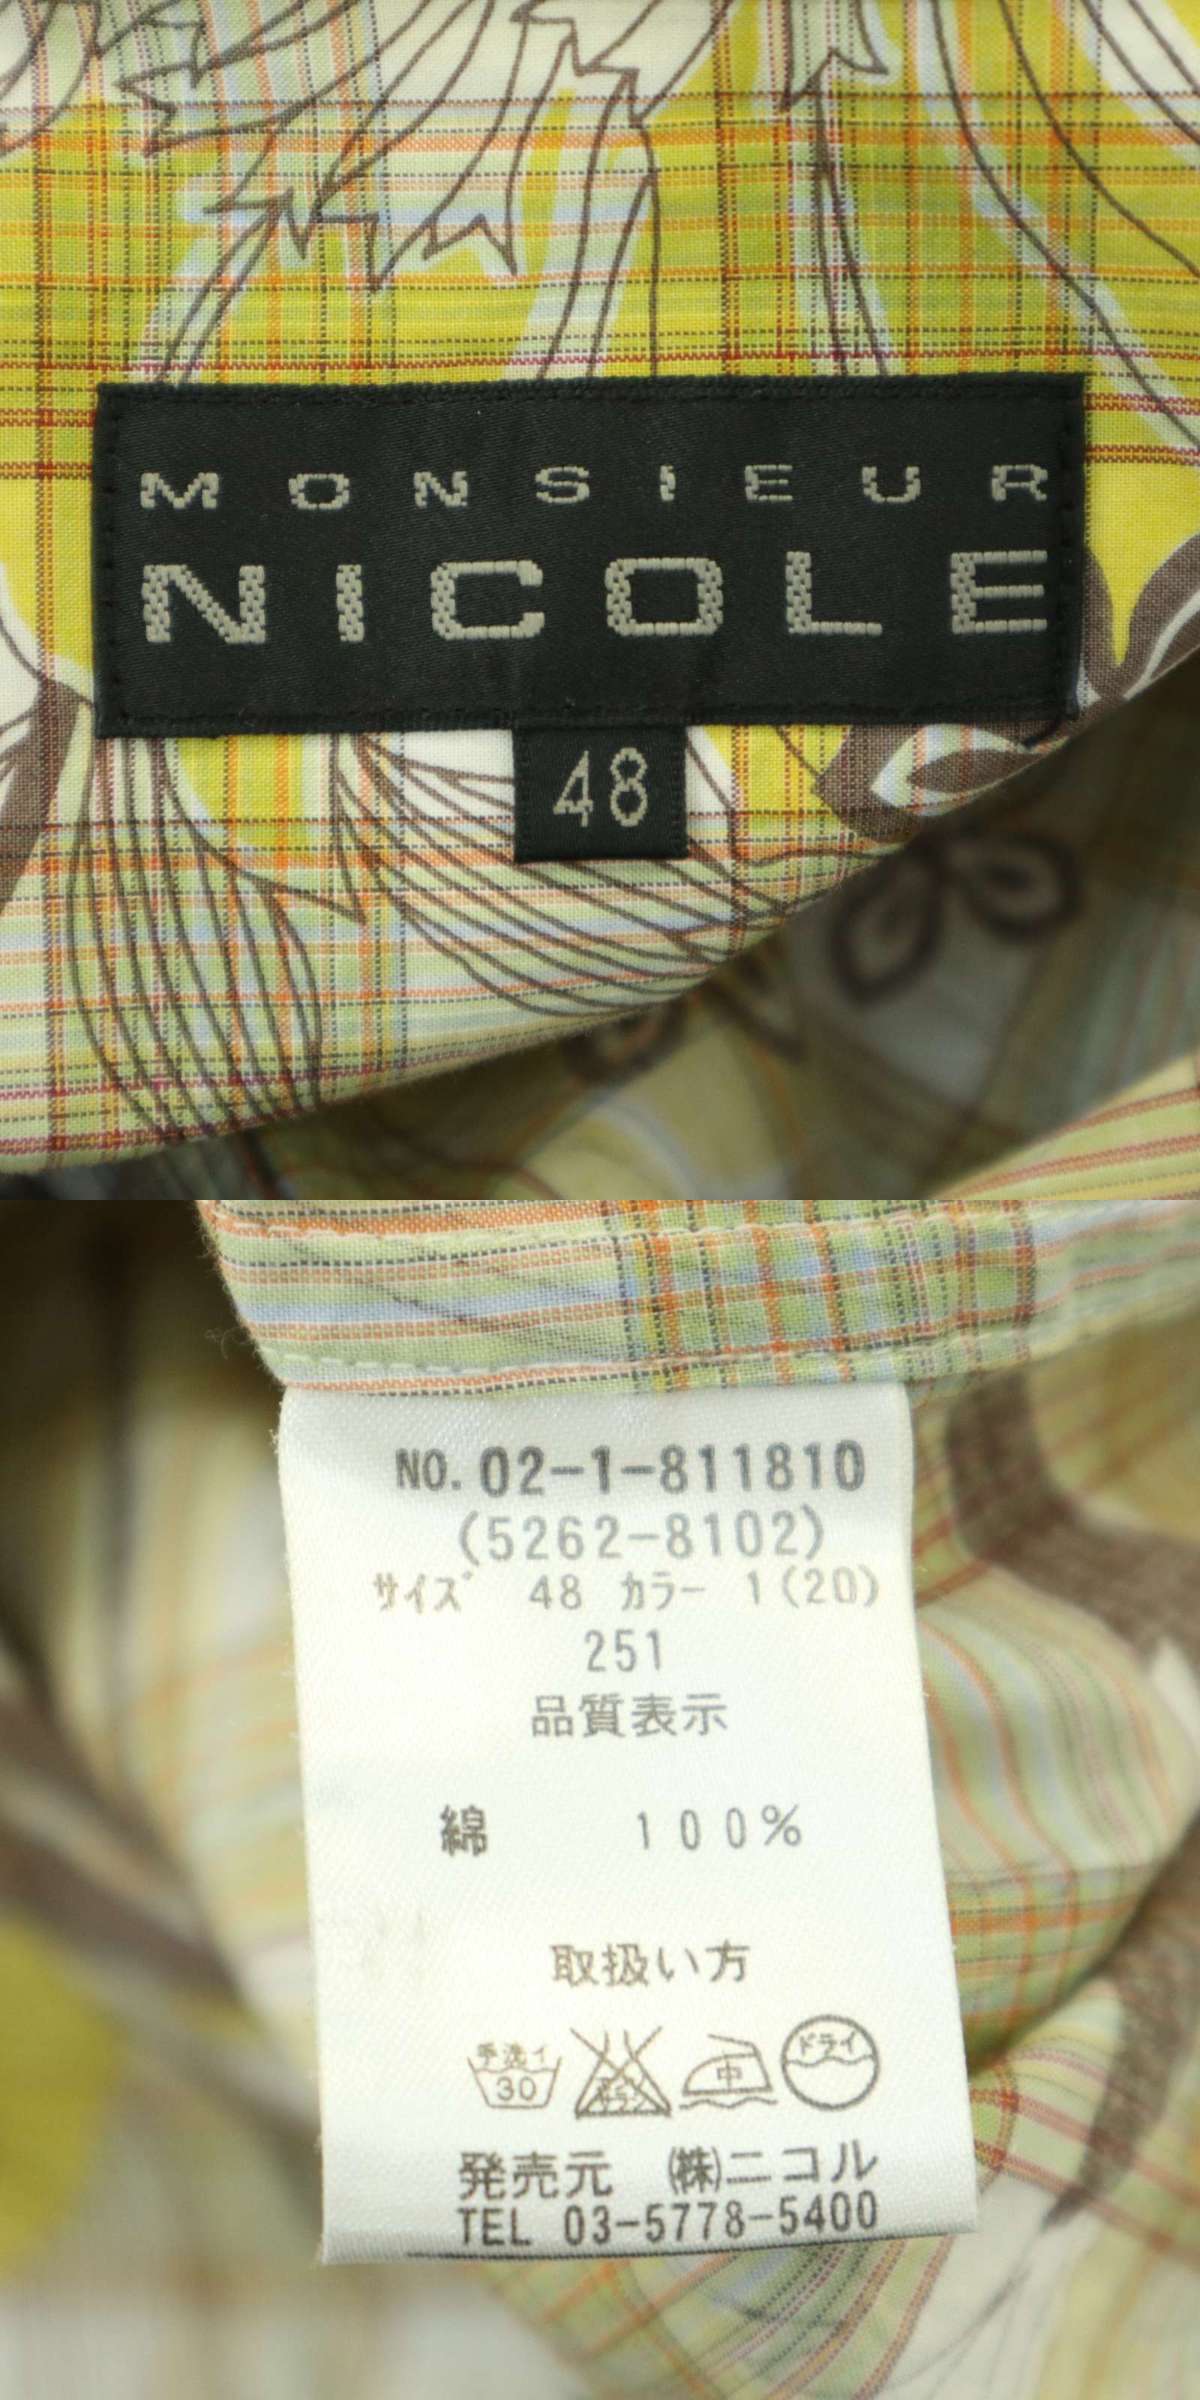 MONSIEUR
NICOLE
48
NO. 02-1-811810
(5262-8102)
サイズ 48 カラー 1(20)
251
品質表示
綿 100%
取扱い方
手洗イ 30 中 ドライ
発売元 ㈱ニコル
TEL 03-5778-5400